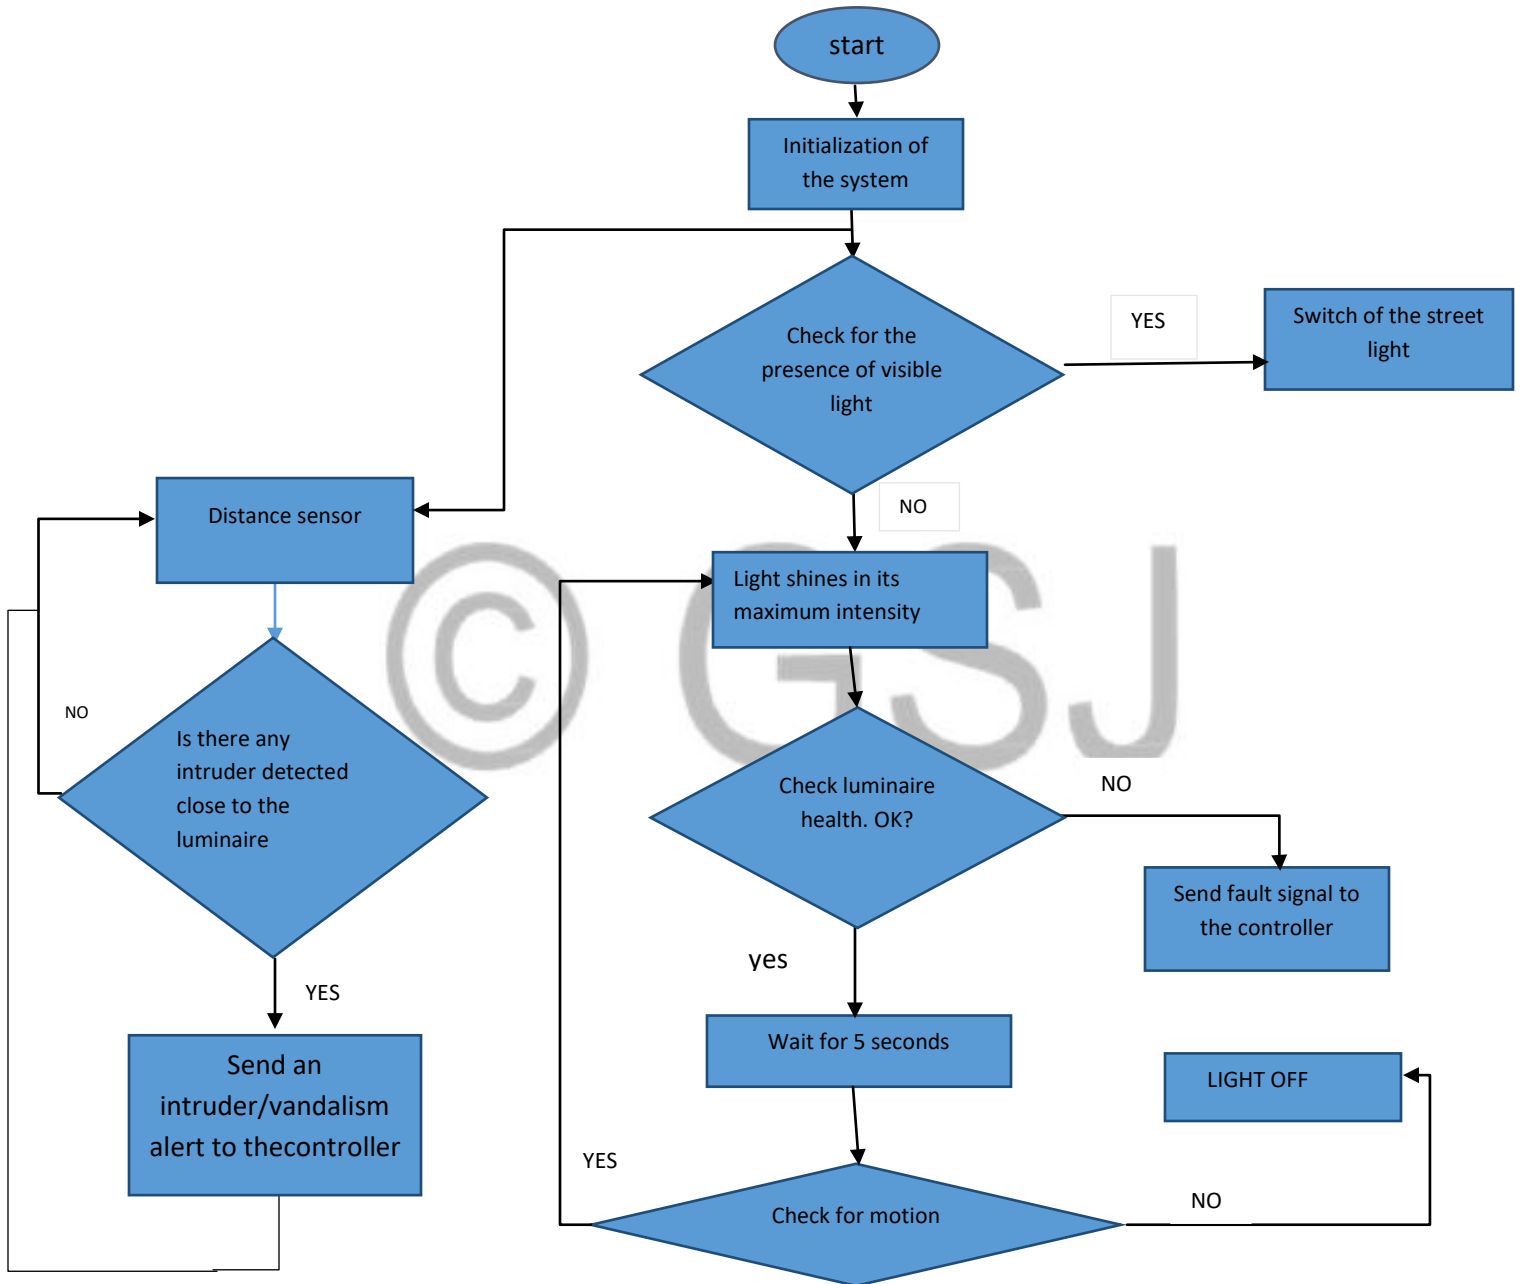 start
Initialization of
the system
Check for the
presence of visible
light
YES
Switch of the street
light
NO
Distance sensor
Light shines in its
maximum intensity
© GSJ
NO
Is there any
intruder detected
close to the
luminaire
Check luminaire
health. OK?
NO
Send fault signal to
the controller
yes
YES
Wait for 5 seconds
Send an
intruder/vandalism
alert to thecontroller
LIGHT OFF
YES
Check for motion
NO